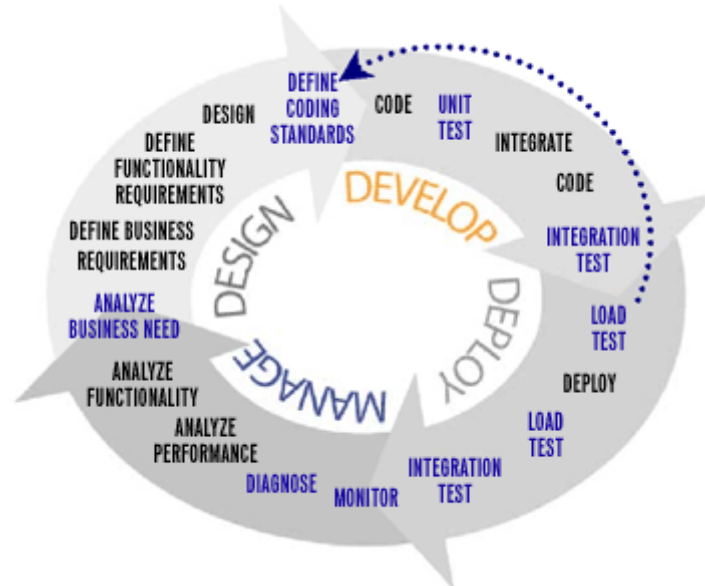 DEFINE
CODING
STANDARDS
CODE
UNIT
TEST
INTEGRATE
CODE
INTEGRATION
TEST
LOAD
TEST
DEPLOY
LOAD
TEST
INTEGRATION
TEST
MONITOR
DIAGNOSE
ANALYZE
PERFORMANCE
ANALYZE
FUNCTIONALITY
ANALYZE
BUSINESS NEED
DEFINE BUSINESS
REQUIREMENTS
DEFINE
FUNCTIONALITY
REQUIREMENTS
DESIGN
DESIGN
DEVELOP
DEPLOY
MANAGE